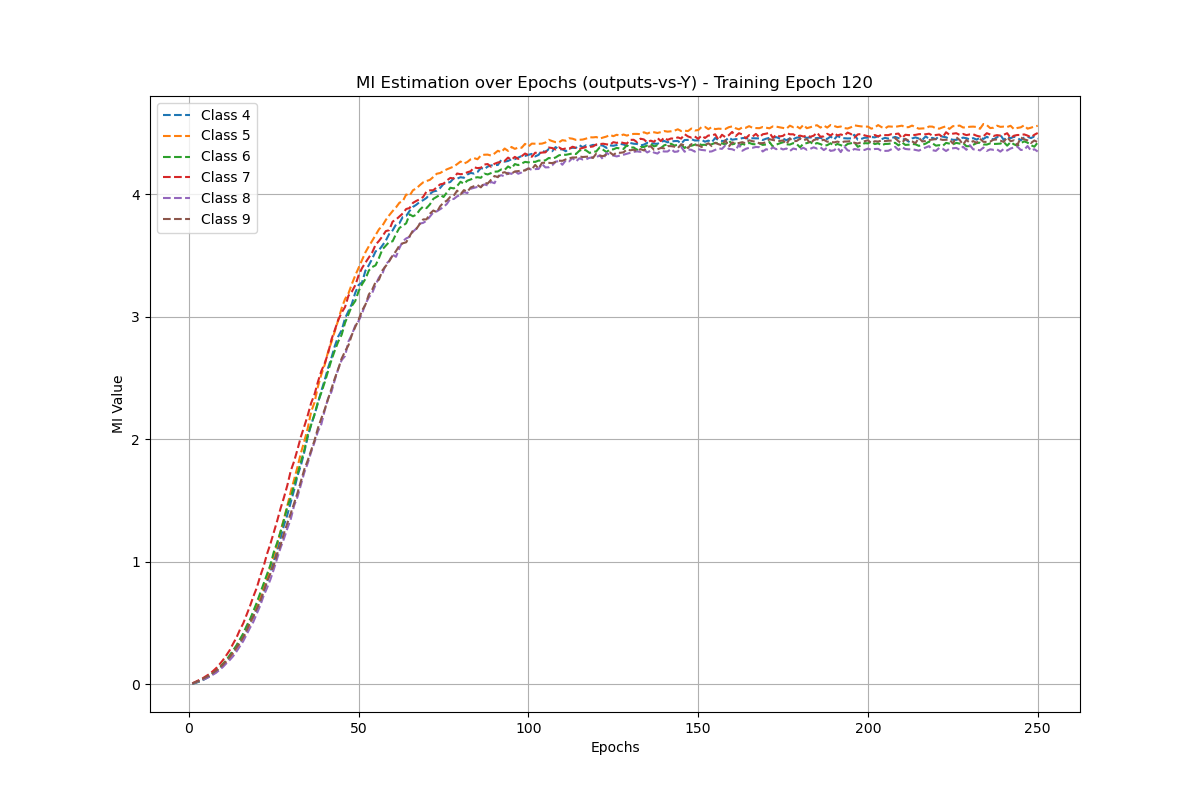 MI Estimation over Epochs (outputs-vs-Y) - Training Epoch 120
Class 4
Class 5
Class 6
Class 7
Class 8
Class 9
MI Value
4
3
2
1
0
0 50 100 150 200 250
Epochs